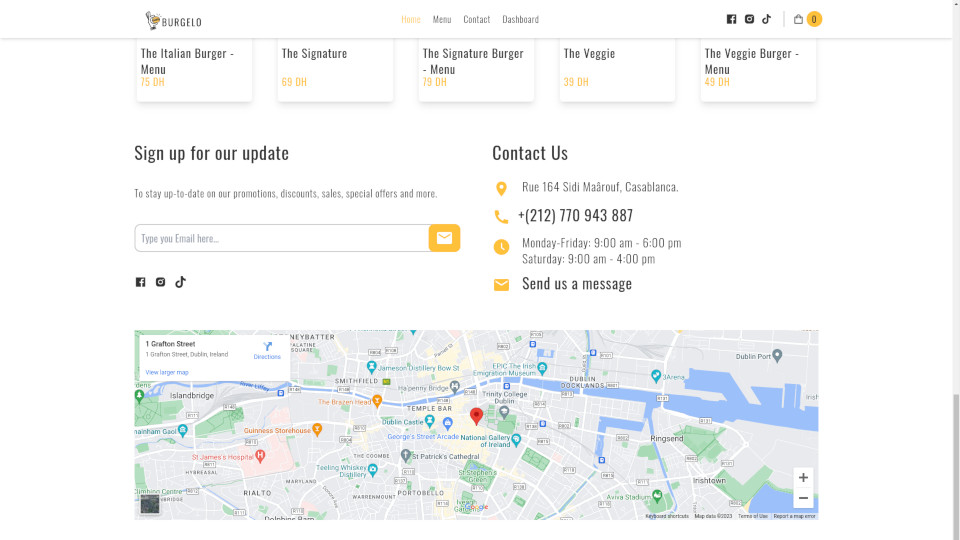 BURGELO
Home Menu Contact Dashboard
0
The Italian Burger - Menu
75 DH
The Signature
69 DH
The Signature Burger - Menu
79 DH
The Veggie
39 DH
The Veggie Burger - Menu
49 DH
Sign up for our update
To stay up-to-date on our promotions, discounts, sales, special offers and more.
Type you Email here...
Contact Us
Rue 164 Sidi Maârouf, Casablanca.
+(212) 770 943 887
Monday-Friday: 9:00 am - 6:00 pm
Saturday: 9:00 am - 4:00 pm
Send us a message
1 Grafton Street
1 Grafton Street, Dublin, Ireland
Directions
View larger map
Jameson Distillery Bow St
EPIC The Irish
Emigration Museum
DUBLIN
DOCKLANDS
3Arena
Dublin Port
SMITHFIELD
Ha'penny Bridge
Trinity College
Dublin
Islandbridge
The Brazen Head
TEMPLE BAR
Dublin Castle
George's Street Arcade
National Gallery
of Ireland
Guinness Storehouse
Ringsend
St James's Hospital
THE COOMBE
St Patrick's Cathedral
Teeling Whiskey
Distillery
St Stephen's
Green
MARYLAND
RIALTO
WARRENMOUNT
PORTOBELLO
Irishtown
Aviva Stadium
Keyboard shortcuts Map data ©2023 Terms of Use Report a map error